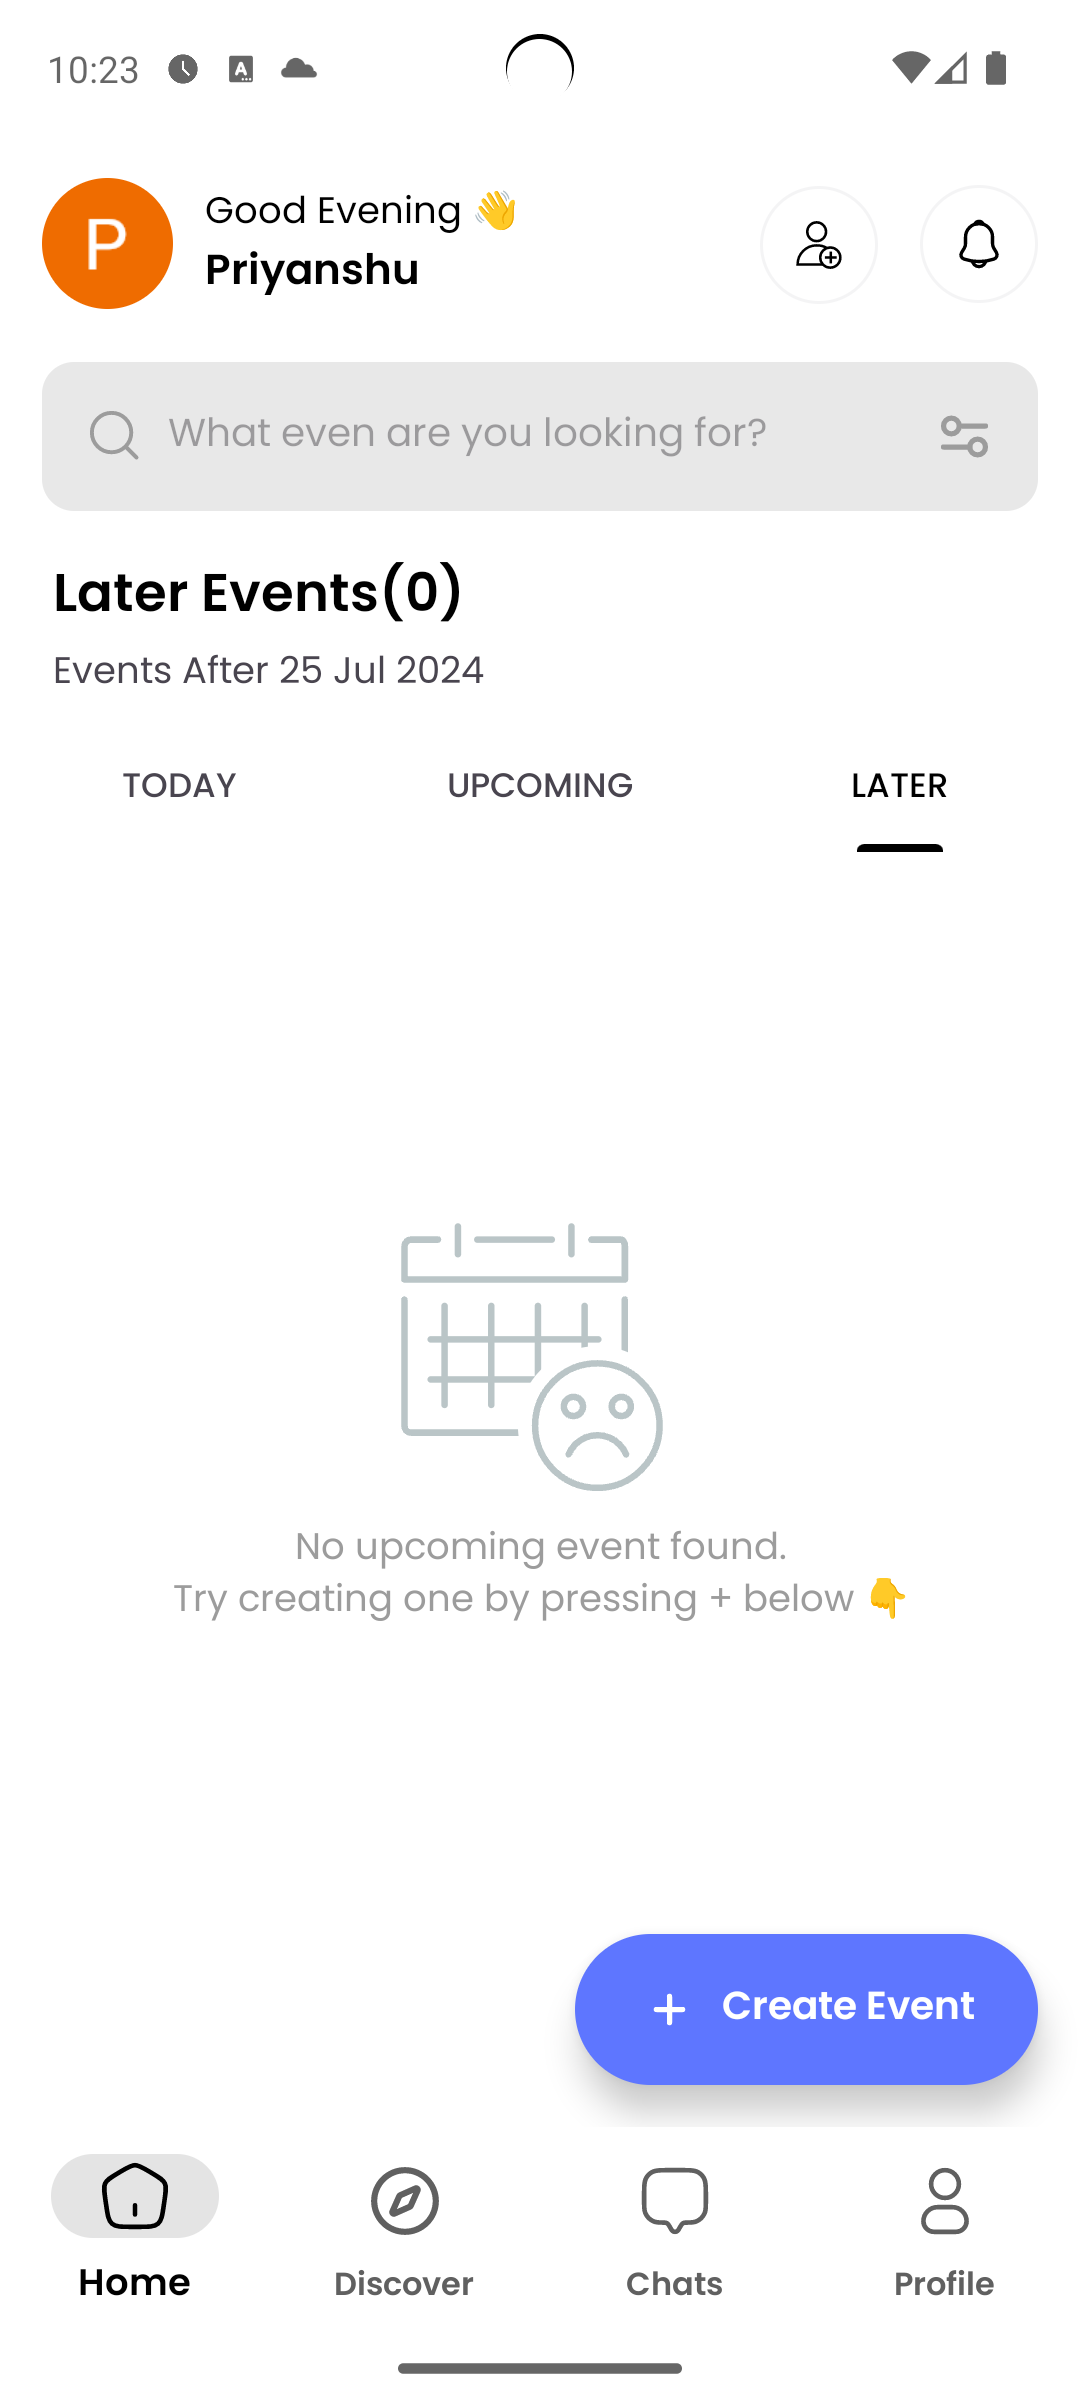 10:23
P
Good Evening 👋
Priyanshu
What even are you looking for?
Later Events(0)
Events After 25 Jul 2024
TODAY UPCOMING LATER
No upcoming event found.
Try creating one by pressing + below 👇
+ Create Event
Home Discover Chats Profile